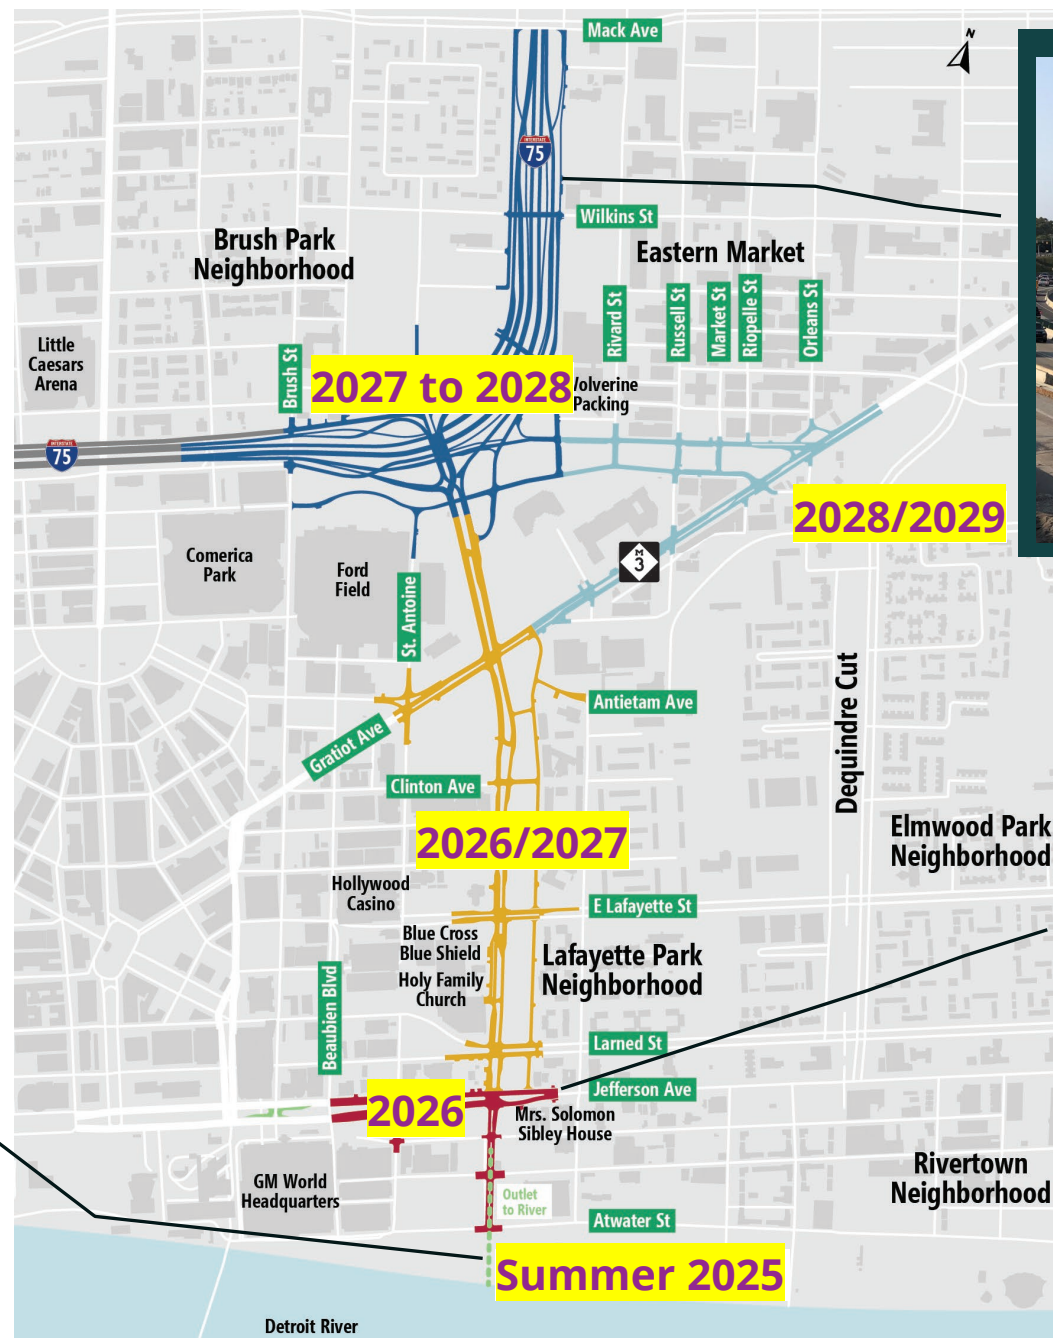 Mack Ave
N
INTERSTATE
75
Wilkins St
Brush Park
Neighborhood
Eastern Market
Rivard St
Russell St
Market St
Riopelle St
Orleans St
Little
Caesars
Arena
Brush St
2027 to 2028
Wolverine
Packing
INTERSTATE
75
2028/2029
Comerica
Park
Ford
Field
M
3
St. Antoine
Dequindre Cut
Antietam Ave
Gratiot Ave
Clinton Ave
2026/2027
Elmwood Park
Neighborhood
Hollywood
Casino
E Lafayette St
Blue Cross
Blue Shield
Lafayette Park
Neighborhood
Holy Family
Church
Beaubien Blvd
Larned St
Jefferson Ave
2026
Mrs. Solomon
Sibley House
GM World
Headquarters
Rivertown
Neighborhood
Outlet
to River
Atwater St
Summer 2025
Detroit River